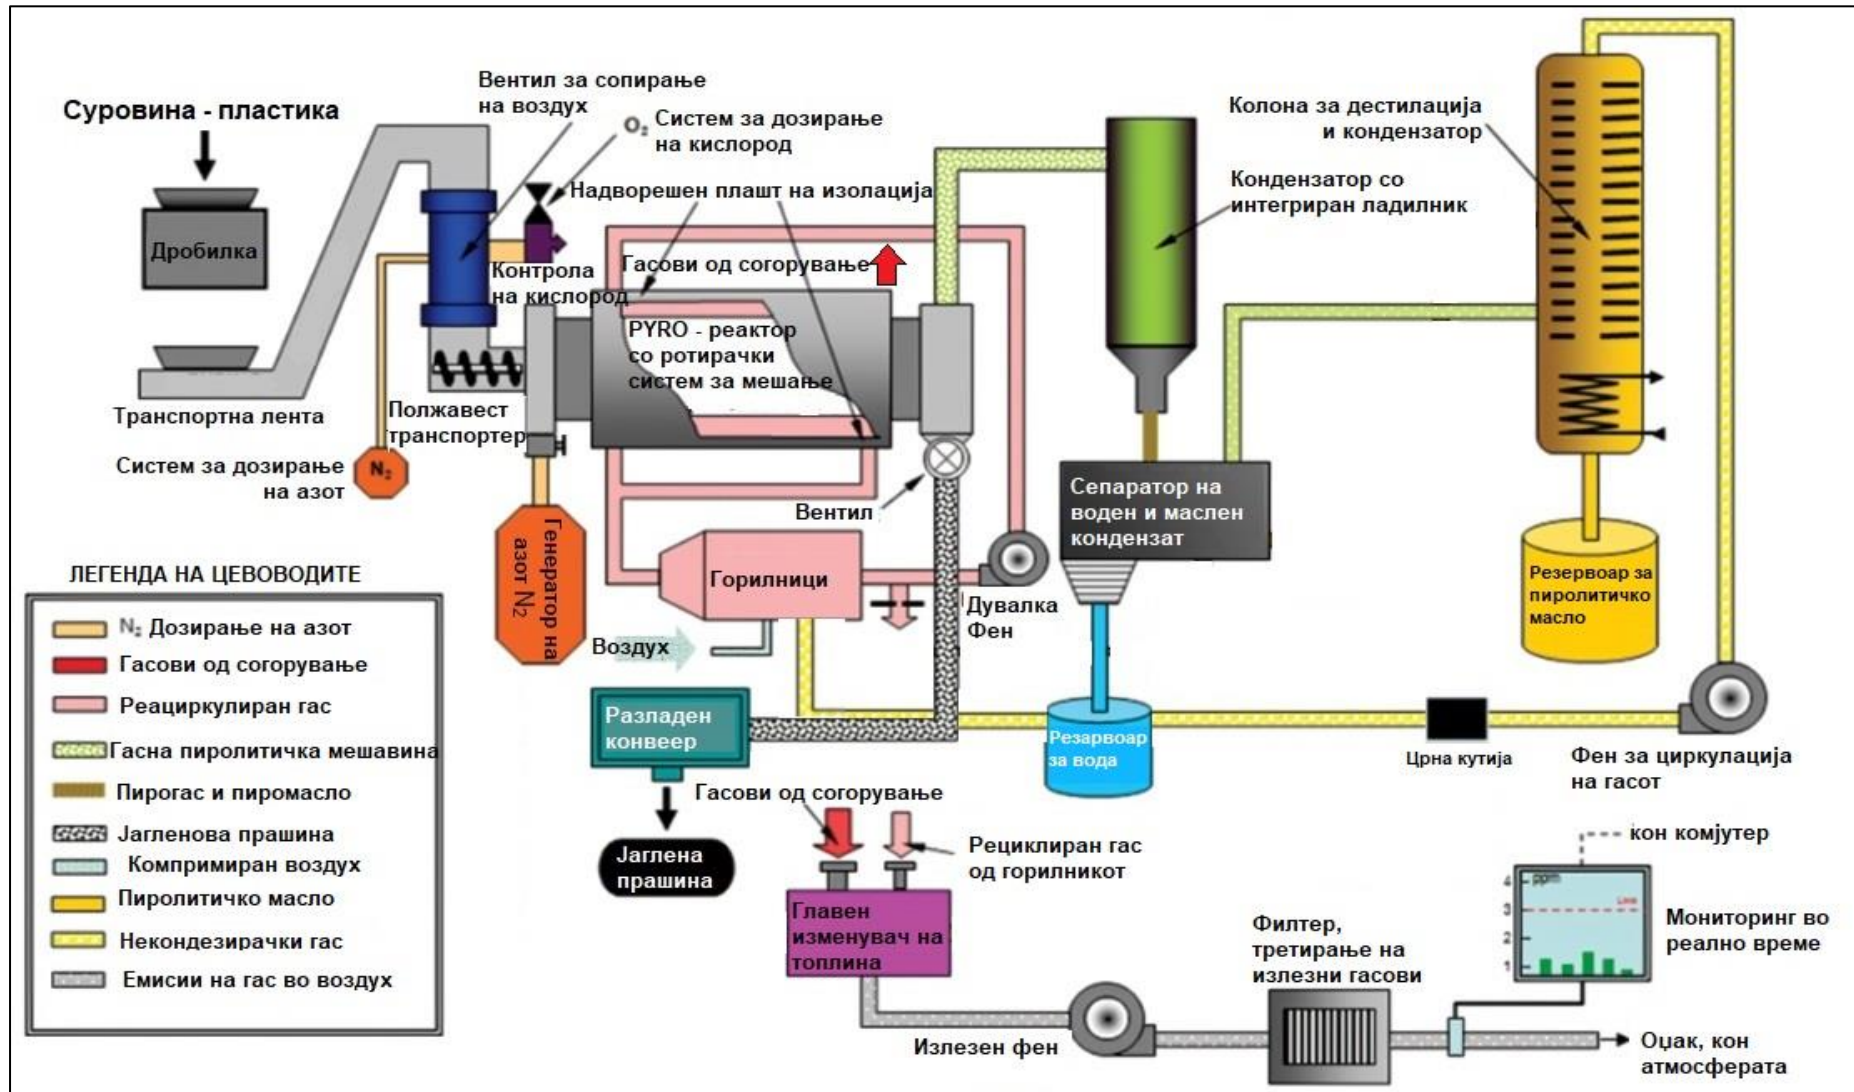 Суровина - пластика
Дробилка
Транспортна лента
Вентил за сопирање
на воздух
O₂ Систем за дозирање
на кислород
Надворешен плашт на изолација
Контрола
на кислород
Гасови од согорување
PYRO - реактор
со ротирачки
систем за мешање
Полжавест
транспортер
Систем за дозирање
на азот
N₂
Генератор на
азот N₂
Вентил
Горилници
Дувалка
Фен
Воздух
Разладен
конвеер
Јаглена
прашина
Кондензатор со
интегриран ладилник
Колона за дестилација
и кондензатор
Сепаратор на
воден и маслен
кондензат
Резарвоар
за вода
Резервоар за
пиролитичко
масло
Црна кутија
Фен за циркулација
на гасот
Гасови од согорување
Рециклиран гас
од горилникот
Главен
изменувач на
топлина
Излезен фен
Филтер,
третирање на
излезни гасови
кон комјутер
ppm
4
3
2
1
Мониторинг во
реално време
Оџак, кон
атмосферата
ЛЕГЕНДА НА ЦЕВОВОДИТЕ
N₂ Дозирање на азот
Гасови од согорување
Реациркулиран гас
Гасна пиролитичка мешавина
Пирогас и пиромасло
Јагленова прашина
Компримиран воздух
Пиролитичко масло
Некондезирачки гас
Емисии на гас во воздух